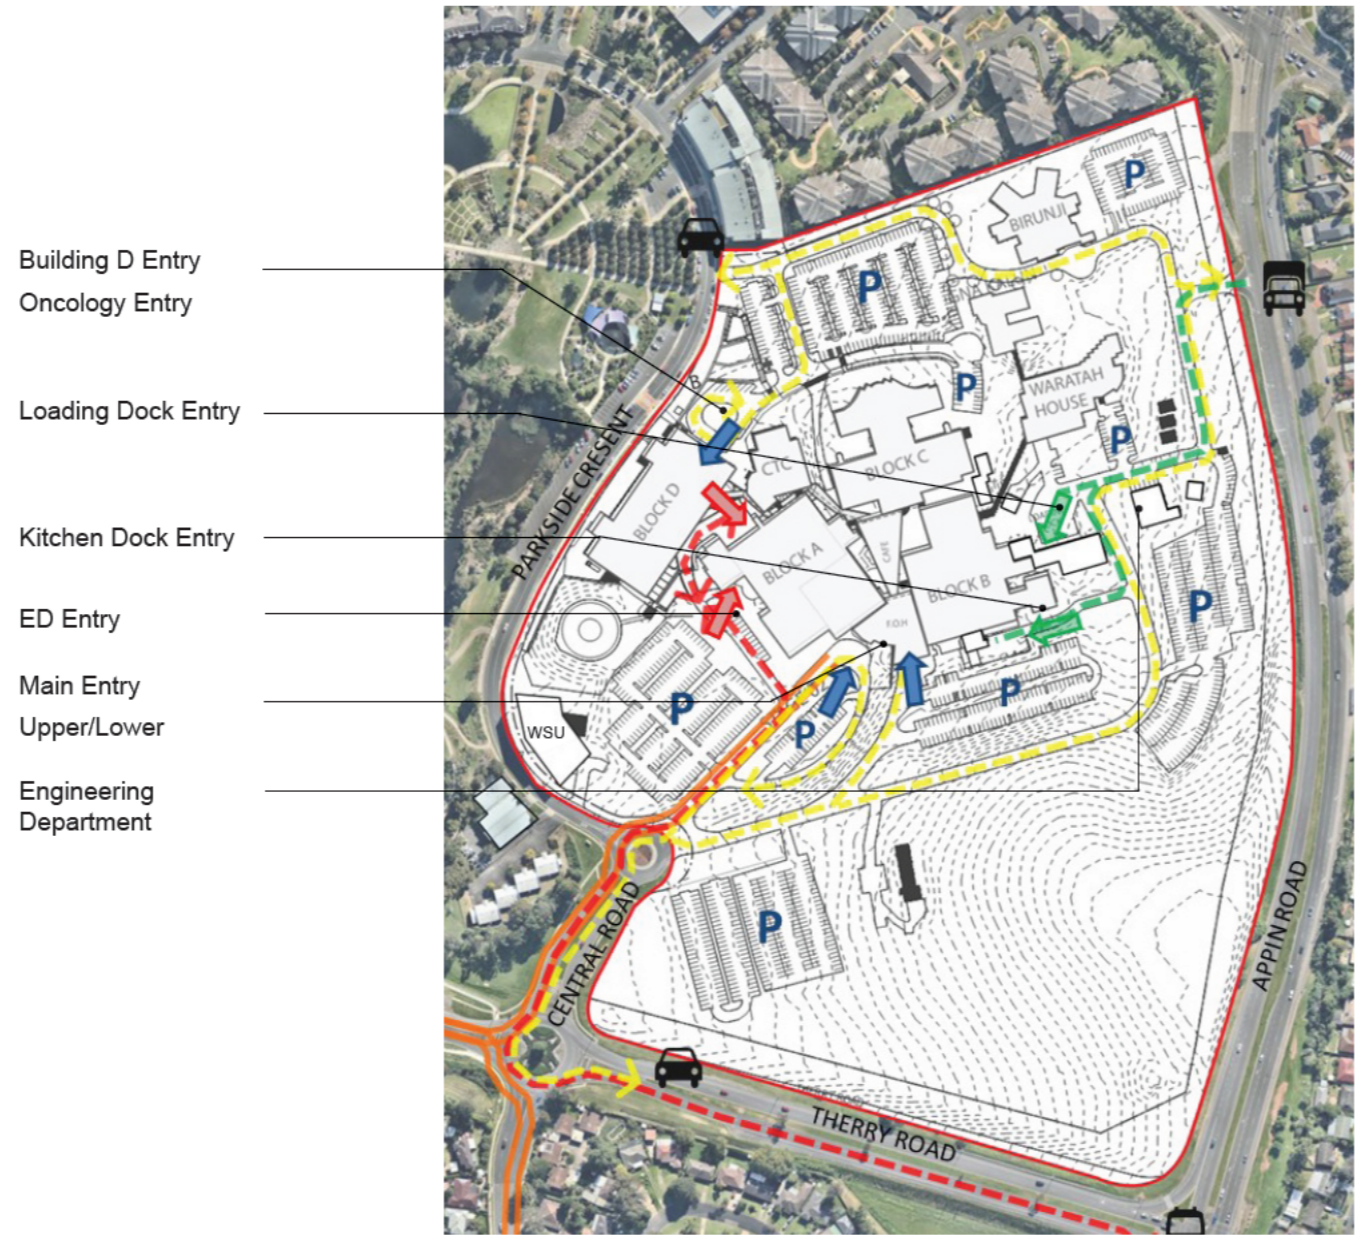 Building D Entry
Oncology Entry
Loading Dock Entry
Kitchen Dock Entry
ED Entry
Main Entry
Upper/Lower
Engineering
Department
P
BIRUNJI
P
P
WARATAH
HOUSE
P
B
PARKSIDE CRESENT
BLOCK D
CTC
BLOCK C
BLOCK A
CAFE
BLOCK B
F.O.H
P
P
P
P
WSU
P
CENTRAL ROAD
THERRY ROAD
APPIN ROAD